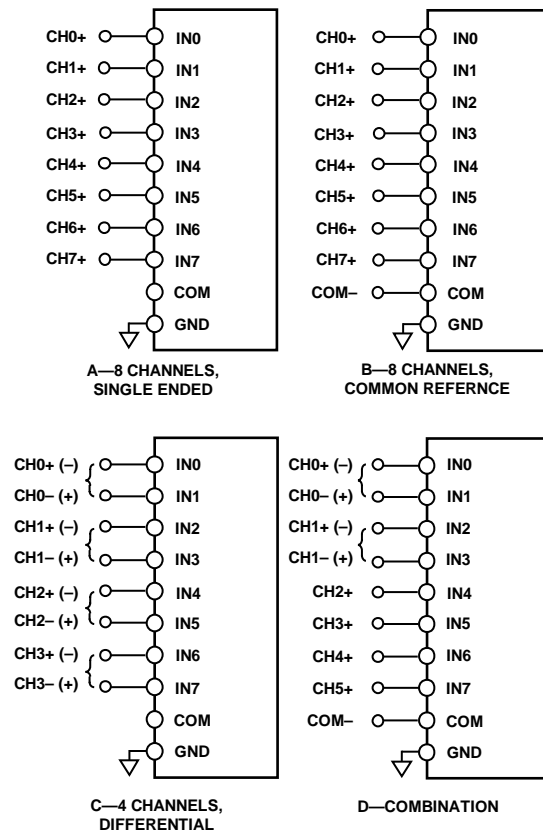 CH0+ IN0
CH1+ IN1
CH2+ IN2
CH3+ IN3
CH4+ IN4
CH5+ IN5
CH6+ IN6
CH7+ IN7
COM
GND
A—8 CHANNELS,
SINGLE ENDED
CH0+ IN0
CH1+ IN1
CH2+ IN2
CH3+ IN3
CH4+ IN4
CH5+ IN5
CH6+ IN6
CH7+ IN7
COM– COM
GND
B—8 CHANNELS,
COMMON REFERNCE
CH0+ (–) IN0
CH0– (+) IN1
CH1+ (–) IN2
CH1– (+) IN3
CH2+ (–) IN4
CH2– (+) IN5
CH3+ (–) IN6
CH3– (+) IN7
COM
GND
C—4 CHANNELS,
DIFFERENTIAL
CH0+ (–) IN0
CH0– (+) IN1
CH1+ (–) IN2
CH1– (+) IN3
CH2+ IN4
CH3+ IN5
CH4+ IN6
CH5+ IN7
COM– COM
GND
D—COMBINATION